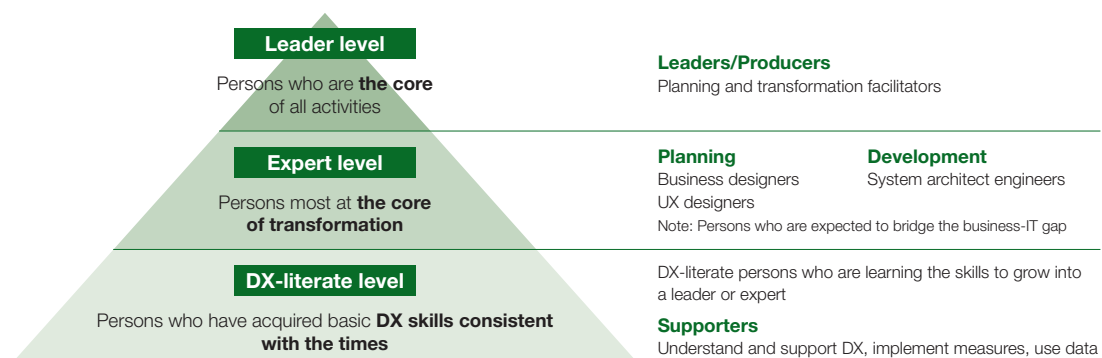 Leader level
Persons who are the core
of all activities
Leaders/Producers
Planning and transformation facilitators
Expert level
Persons most at the core
of transformation
Planning
Business designers
UX designers
Development
System architect engineers
Note: Persons who are expected to bridge the business-IT gap
DX-literate level
Persons who have acquired basic DX skills consistent
with the times
DX-literate persons who are learning the skills to grow into
a leader or expert
Supporters
Understand and support DX, implement measures, use data